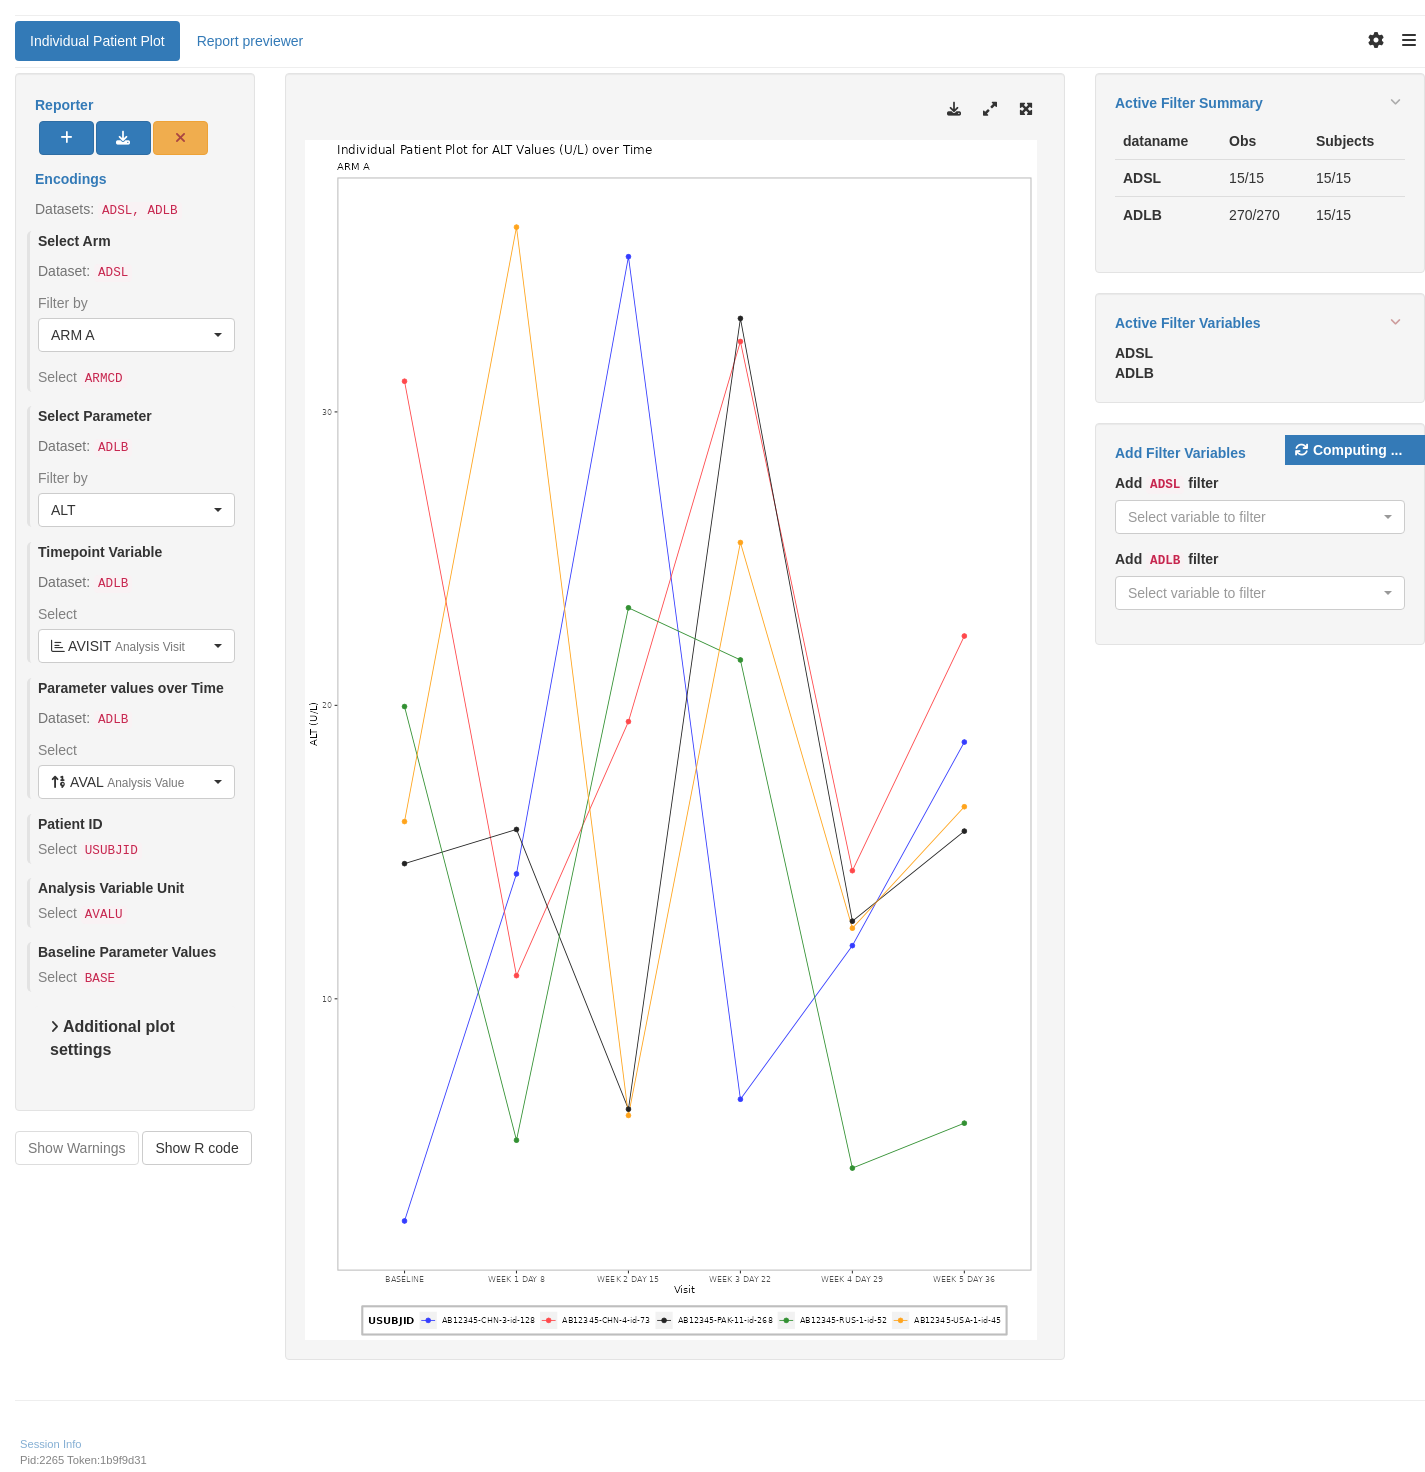 Individual Patient Plot
Report previewer
Reporter
Encodings
Datasets: ADSL, ADLB
Select Arm
Dataset: ADSL
Filter by
ARM A
Select ARMCD
Select Parameter
Dataset: ADLB
Filter by
ALT
Timepoint Variable
Dataset: ADLB
Select
AVISIT Analysis Visit
Parameter values over Time
Dataset: ADLB
Select
AVAL Analysis Value
Patient ID
Select USUBJID
Analysis Variable Unit
Select AVALU
Baseline Parameter Values
Select BASE
Additional plot
settings
Show Warnings
Show R code
Individual Patient Plot for ALT Values (U/L) over Time
ARM A
30
20
10
ALT (U/L)
BASELINE WEEK 1 DAY 8 WEEK 2 DAY 15 WEEK 3 DAY 22 WEEK 4 DAY 29 WEEK 5 DAY 36
Visit
USUBJID AB12345-CHN-3-id-128 AB12345-CHN-4-id-73 AB12345-PAK-11-id-268 AB12345-RUS-1-id-52 AB12345-USA-1-id-45
Active Filter Summary
dataname Obs Subjects
ADSL 15/15 15/15
ADLB 270/270 15/15
Active Filter Variables
ADSL
ADLB
Add Filter Variables
Computing ...
Add ADSL filter
Select variable to filter
Add ADLB filter
Select variable to filter
Session Info
Pid:2265 Token:1b9f9d31